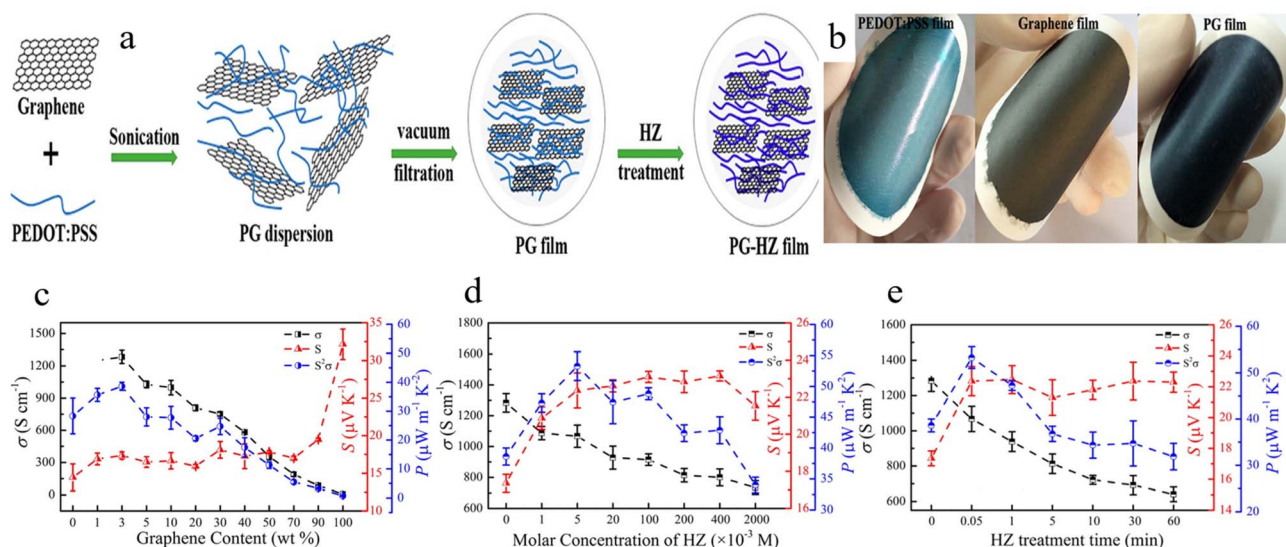 a
Graphene
+
PEDOT:PSS
Sonication
PG dispersion
vacuum
filtration
PG film
HZ
treatment
PG-HZ film
b
PEDOT:PSS film
Graphene film
PG film
c
σ (S cm⁻¹)
1500
1200
900
600
300
0
σ
S
S²σ
0 1 3 5 10 20 30 40 50 70 90 100
Graphene Content (wt %)
35
30
25
20
15
10
S (µV K⁻¹)
60
50
40
30
20
10
0
P (µW m⁻¹ K⁻²)
d
σ (S cm⁻¹)
1800
1600
1400
1200
1000
800
600
σ
S
S²σ
0 1 5 20 100 200 400 2000
Molar Concentration of HZ (×10⁻³ M)
26
24
22
20
18
16
S (µV K⁻¹)
60
55
50
45
40
35
30
P (µW m⁻¹ K²)
e
σ (S cm⁻¹)
1600
1400
1200
1000
800
600
σ
S
S²σ
0 0.05 1 5 10 30 60
HZ treatment time (min)
26
24
22
20
18
16
14
S (µV K⁻¹)
60
50
40
30
20
P (µW m⁻¹ K²)